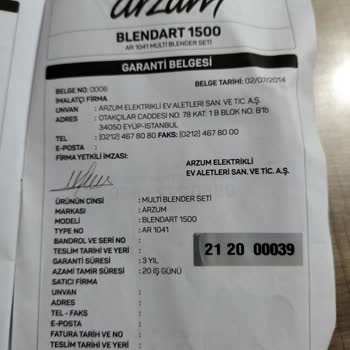 arzum
BLENDART 1500
AR 1041 MULTI BLENDER SETİ
GARANTİ BELGESİ
BELGE NO: 0006 BELGE TARİHİ: 02/07/2014
İMALATÇI FİRMA
UNVAN : ARZUM ELEKTRİKLİ EV ALETLERİ SAN. VE TİC. A.Ş.
ADRES : OTAKÇILAR CADDESİ NO: 78 KAT: 1 B BLOK NO: B1b
34050 EYÜP-İSTANBUL
TEL : (0212) 467 80 80 FAKS: (0212) 467 80 00
E-POSTA :
FİRMA YETKİLİ İMZASI:
ARZUM ELEKTRİKLİ
EV ALETLERİ SAN. VE TİC. A.Ş.
ÜRÜNÜN CİNSİ : MULTİ BLENDER SETİ
MARKASI : ARZUM
MODELİ : BLENDART 1500
TYPE NO : AR 1041
BANDROL VE SERİ NO :
21 20 00039
TESLİM TARİHİ VE YERİ :
GARANTİ SÜRESİ : 3 YIL
AZAMİ TAMİR SÜRESİ : 20 İŞ GÜNÜ
SATICI FİRMA
UNVAN :
ADRES :
TEL - FAKS :
E-POSTA :
FATURA TARİH VE NO :
TESLİM TARİHİ VE YERİ :